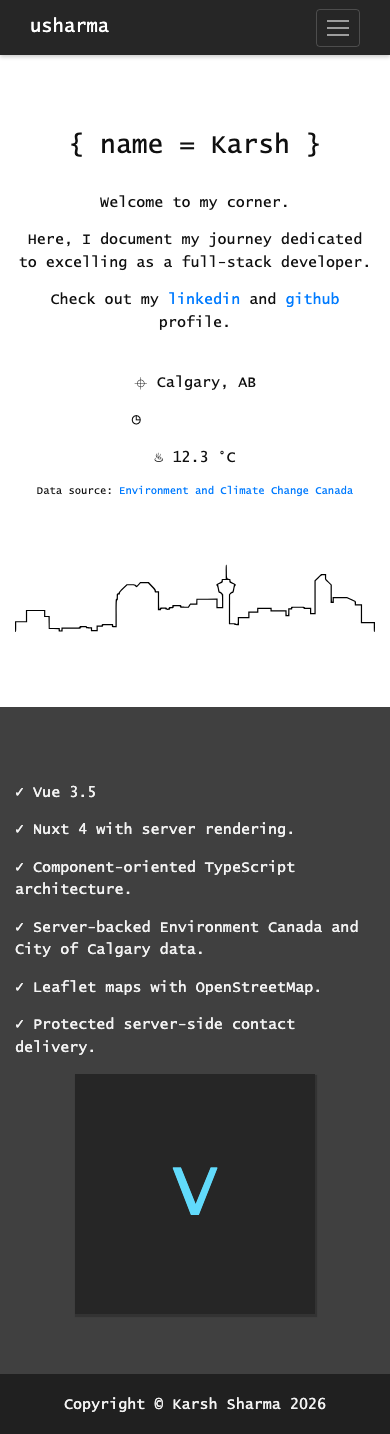 usharma
{ name = Karsh }
Welcome to my corner.
Here, I document my journey dedicated
to excelling as a full-stack developer.
Check out my linkedin and github
profile.
⌖ Calgary, AB
◷
♨ 12.3 °C
Data source: Environment and Climate Change Canada
✓ Vue 3.5
✓ Nuxt 4 with server rendering.
✓ Component-oriented TypeScript
architecture.
✓ Server-backed Environment Canada and
City of Calgary data.
✓ Leaflet maps with OpenStreetMap.
✓ Protected server-side contact
delivery.
V
Copyright © Karsh Sharma 2026